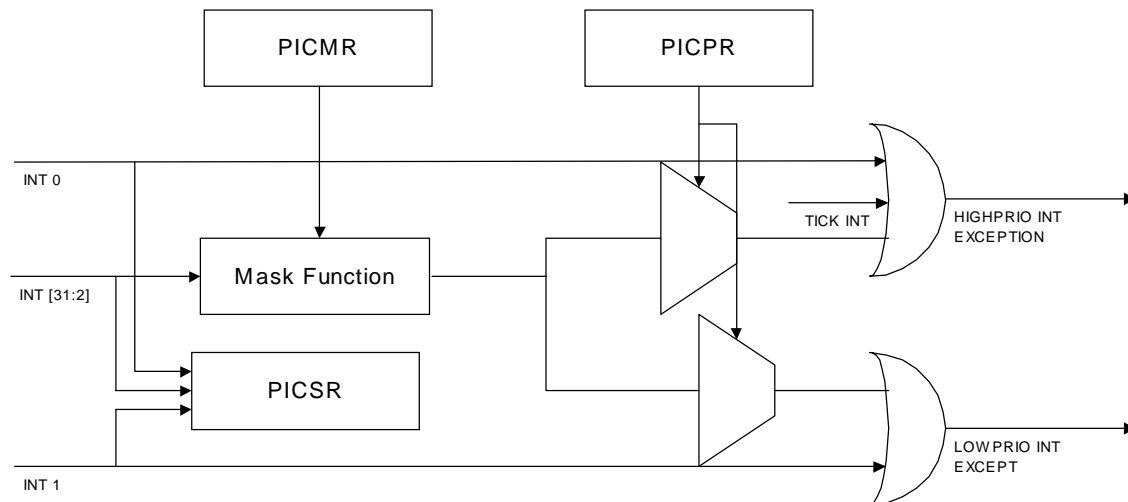 PICMR
PICPR
INT 0
TICK INT
HIGHPRIO INT
EXCEPTION
Mask Function
INT [31:2]
PICSR
LOWPRIO INT
EXCEPT
INT 1